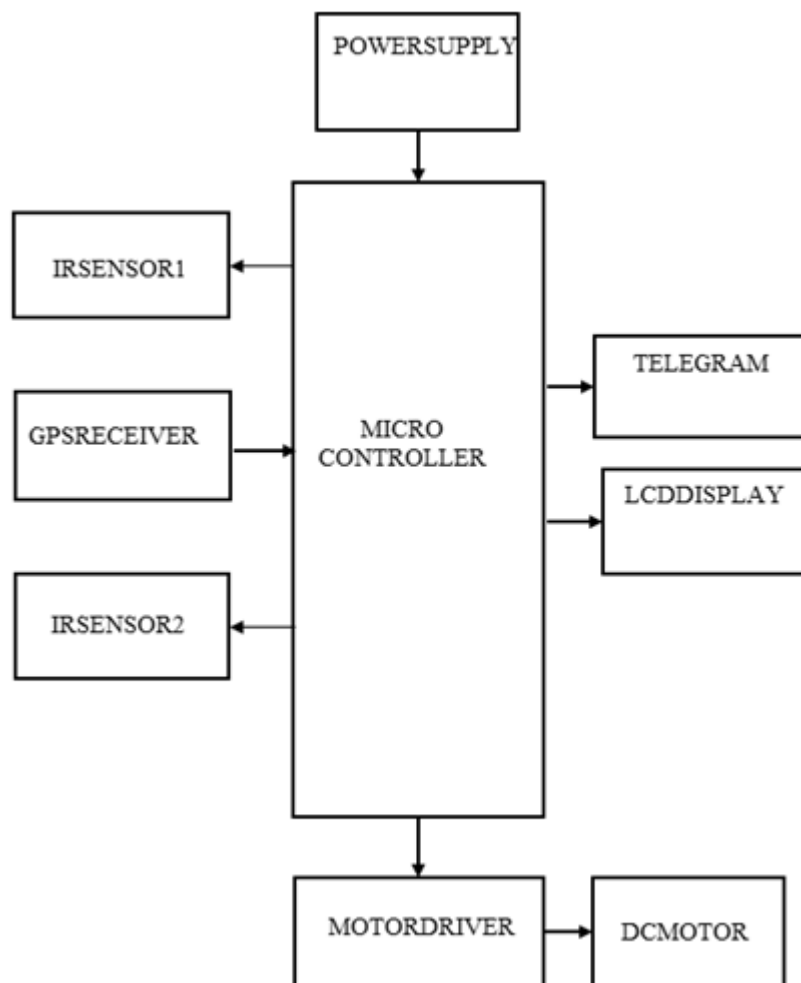 POWERSUPPLY
IRSENSOR1
TELEGRAM
GPSRECEIVER
MICRO
CONTROLLER
LCDDISPLAY
IRSENSOR2
MOTORDRIVER
DCMOTOR